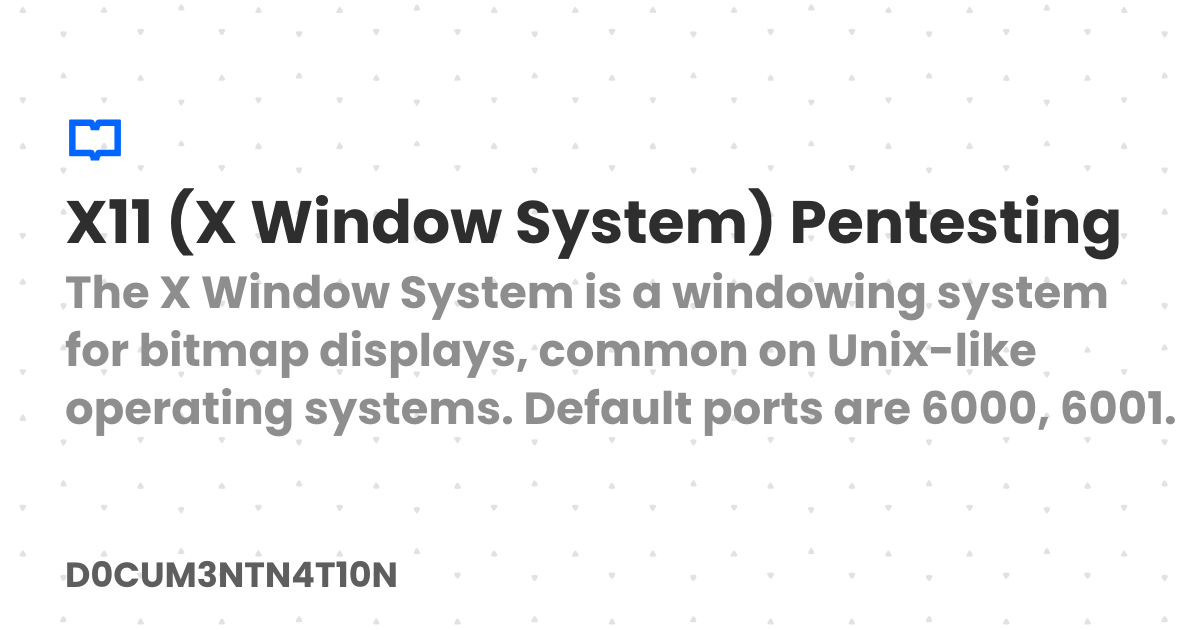 X11 (X Window System) Pentesting
The X Window System is a windowing system
for bitmap displays, common on Unix-like
operating systems. Default ports are 6000, 6001.
D0CUM3NTN4T10N